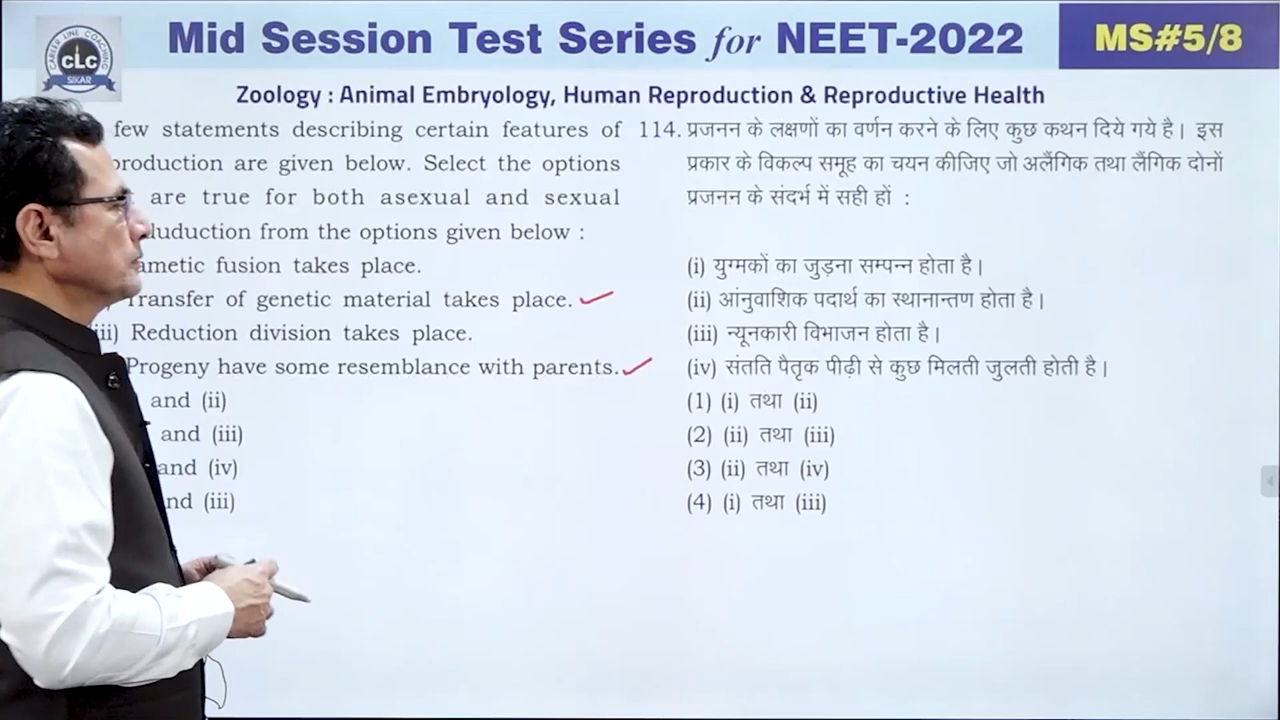 Mid Session Test Series for NEET-2022
MS#5/8
CAREER LINE COACHING
CLC
SIKAR
Zoology : Animal Embryology, Human Reproduction & Reproductive Health
few statements describing certain features of
production are given below. Select the options
are true for both asexual and sexual
luduction from the options given below :
ametic fusion takes place.
Transfer of genetic material takes place.
iii) Reduction division takes place.
Progeny have some resemblance with parents.
and (ii)
and (iii)
and (iv)
nd (iii)
114. प्रजनन के लक्षणों का वर्णन करने के लिए कुछ कथन दिये गये है। इस
प्रकार के विकल्प समूह का चयन कीजिए जो अलैंगिक तथा लैंगिक दोनों
प्रजनन के संदर्भ में सही हों :
(i) युग्मकों का जुड़ना सम्पन्न होता है।
(ii) आंनुवाशिक पदार्थ का स्थानान्तण होता है।
(iii) न्यूनकारी विभाजन होता है।
(iv) संतति पैतृक पीढ़ी से कुछ मिलती जुलती होती है।
(1) (i) तथा (ii)
(2) (ii) तथा (iii)
(3) (ii) तथा (iv)
(4) (i) तथा (iii)